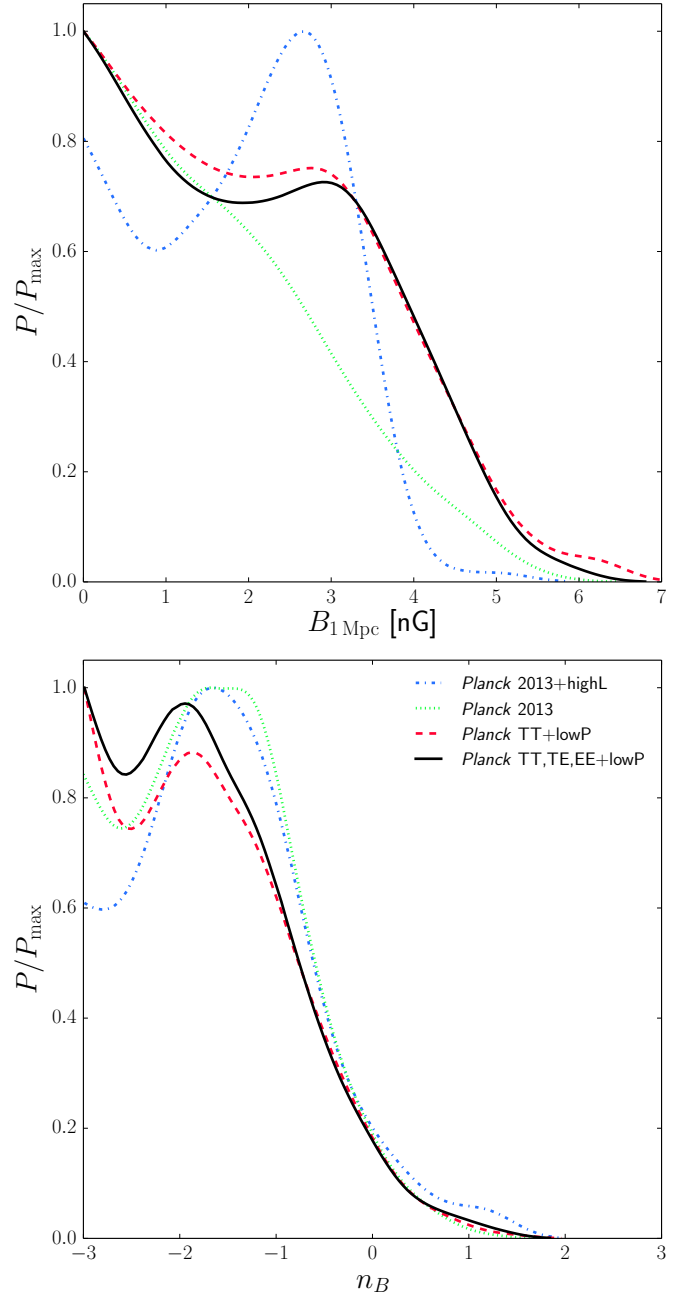 1.0
0.8
0.6
0.4
0.2
0.0
P/P_max
0 1 2 3 4 5 6 7
B_{1 Mpc} [nG]
1.0
0.8
0.6
0.4
0.2
0.0
P/P_max
Planck 2013+highL
Planck 2013
Planck TT+lowP
Planck TT,TE,EE+lowP
−3 −2 −1 0 1 2 3
n_B